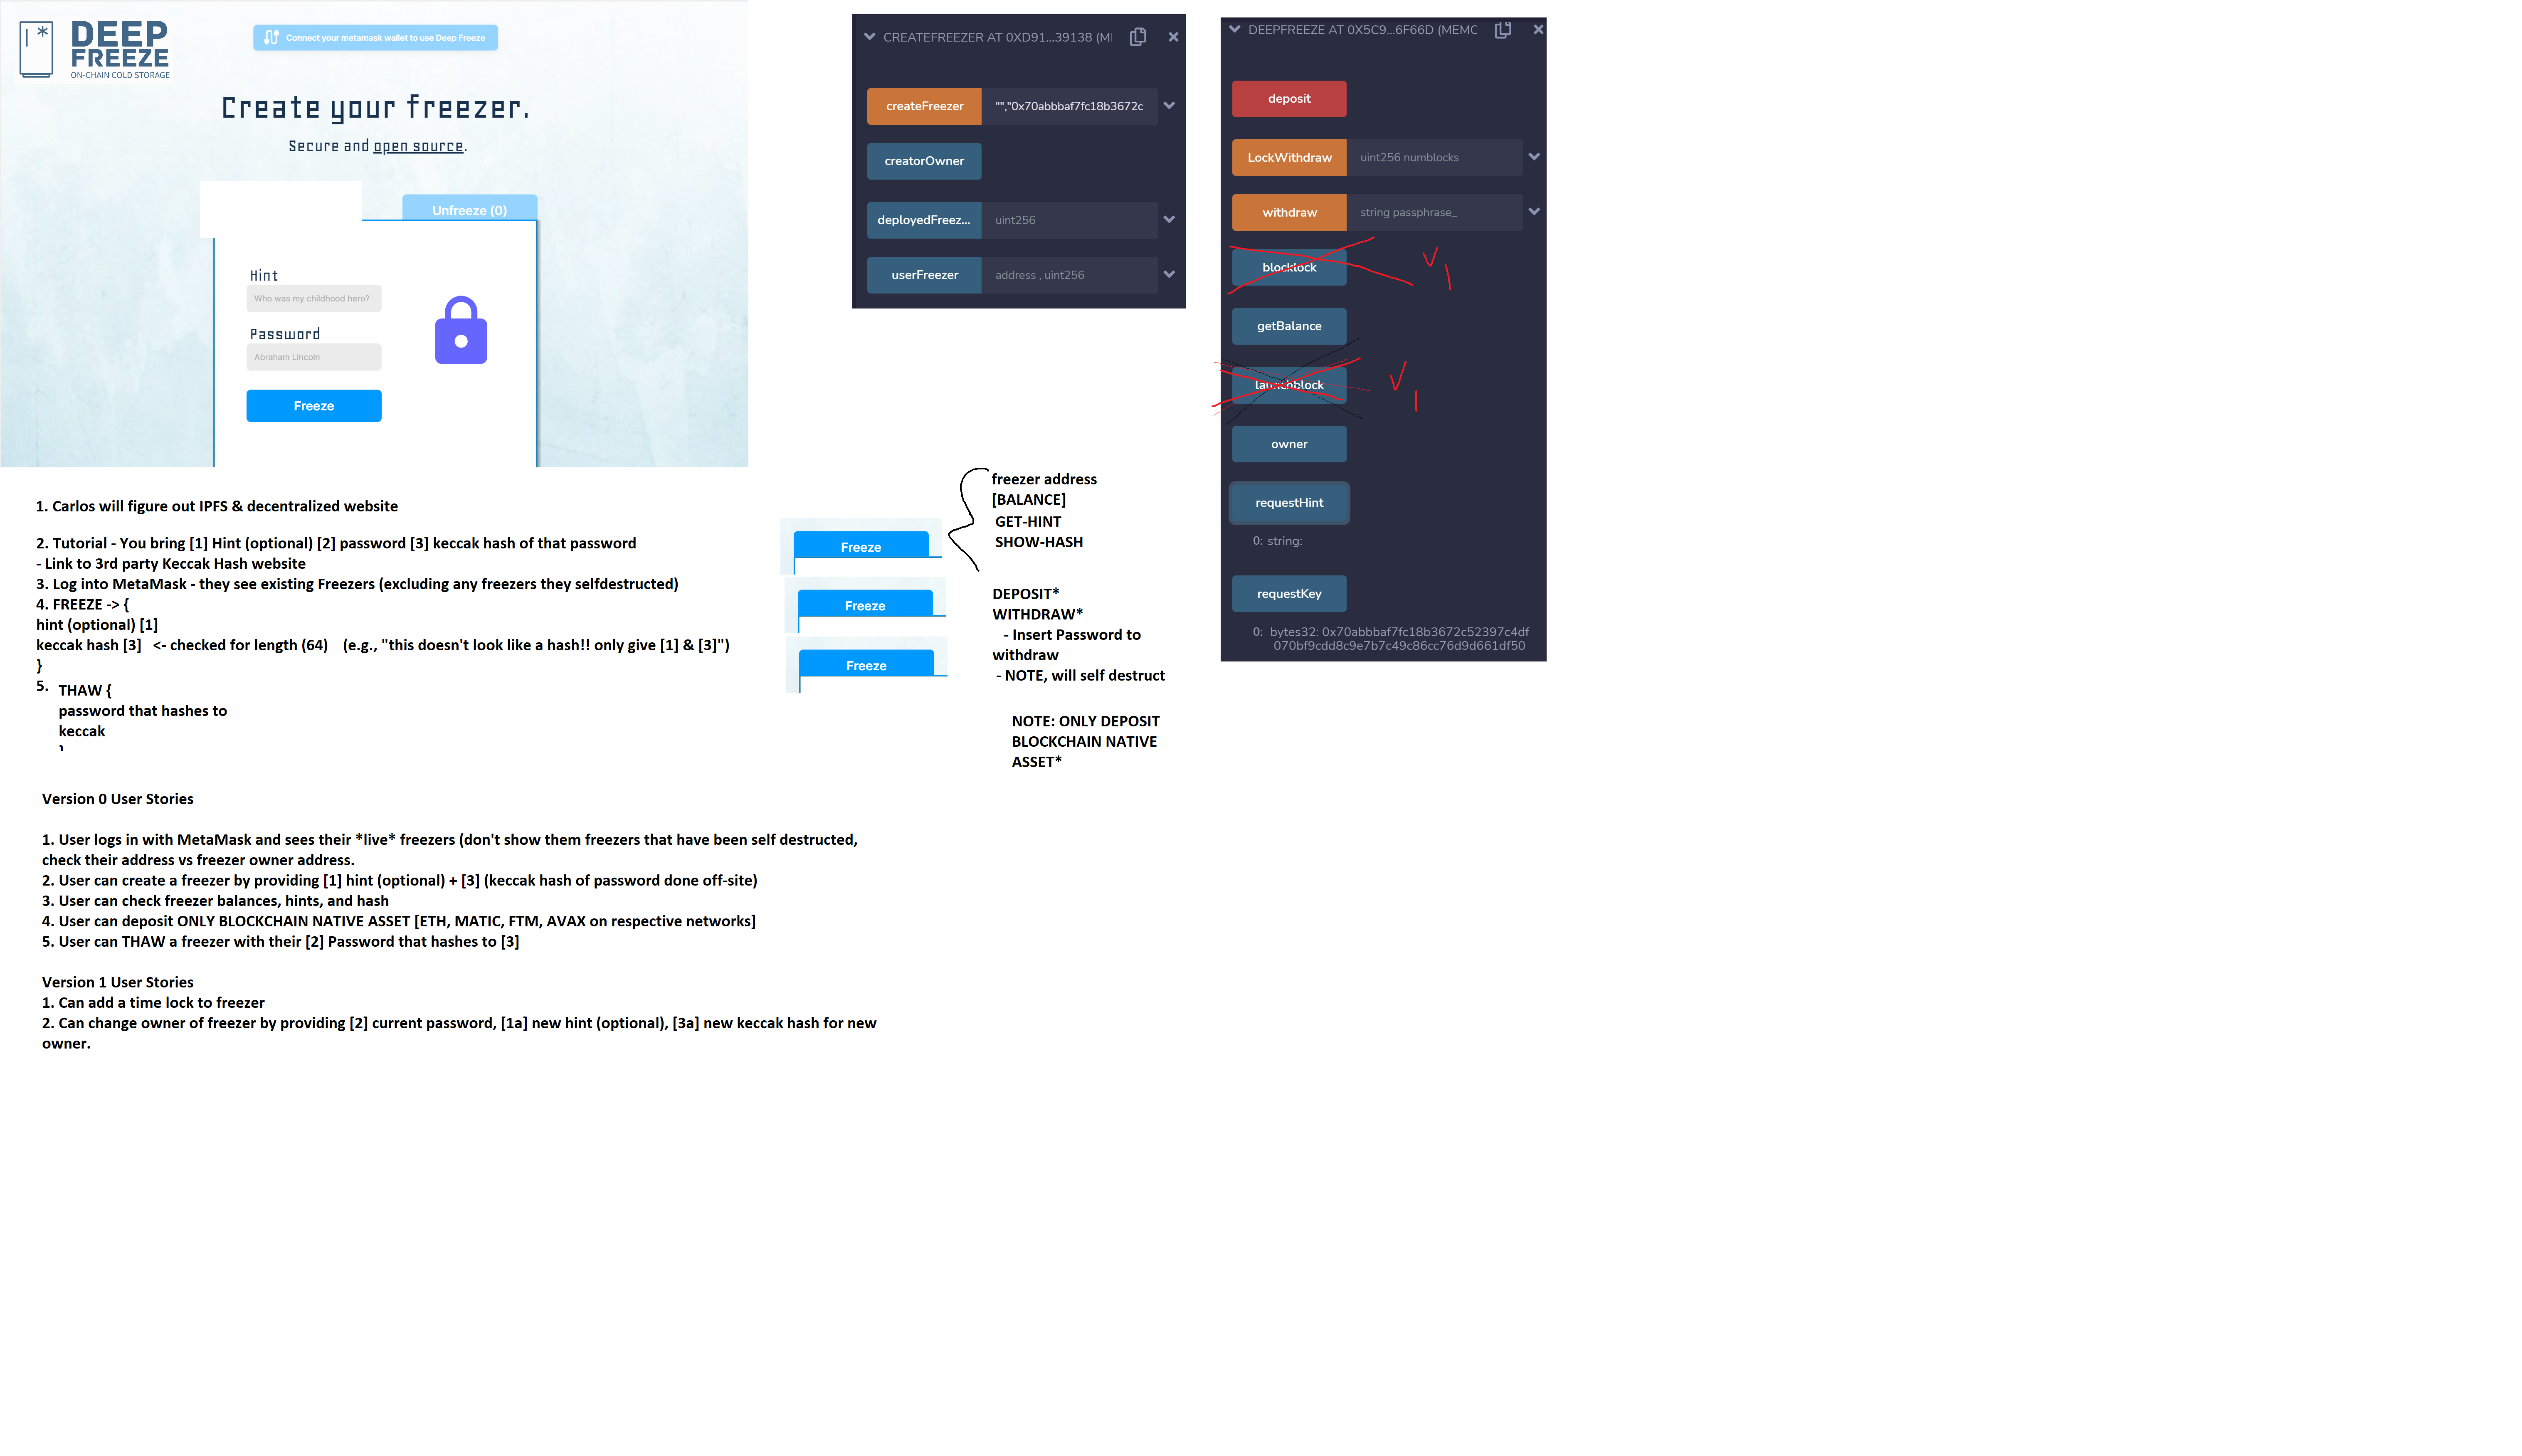 DEEP
FREEZE
ON-CHAIN COLD STORAGE
Connect your metamask wallet to use Deep Freeze
Create your freezer.
Secure and open source.
Unfreeze (0)
Hint
Who was my childhood hero?
Password
Abraham Lincoln
Freeze
CREATEFREEZER AT 0XD91...39138 (M
createFreezer
"","0x70abbbaf7fc18b3672c
creatorOwner
deployedFreez...
uint256
userFreezer
address , uint256
DEEPFREEZE AT 0X5C9...6F66D (MEMC
deposit
LockWithdraw
uint256 numblocks
withdraw
string passphrase_
blocklock
V1
getBalance
launchblock
V1
owner
requestHint
0: string:
requestKey
0: bytes32: 0x70abbbaf7fc18b3672c52397c4df
070bf9cdd8c9e7b7c49c86cc76d9d661df50
1. Carlos will figure out IPFS & decentralized website
2. Tutorial - You bring [1] Hint (optional) [2] password [3] keccak hash of that password
- Link to 3rd party Keccak Hash website
3. Log into MetaMask - they see existing Freezers (excluding any freezers they selfdestructed)
4. FREEZE -> {
hint (optional) [1]
keccak hash [3] <- checked for length (64) (e.g., "this doesn't look like a hash!! only give [1] & [3]")
}
5. THAW {
password that hashes to
keccak
}
Freeze
Freeze
Freeze
freezer address
[BALANCE]
GET-HINT
SHOW-HASH
DEPOSIT*
WITHDRAW*
- Insert Password to
withdraw
- NOTE, will self destruct
NOTE: ONLY DEPOSIT
BLOCKCHAIN NATIVE
ASSET*
Version 0 User Stories
1. User logs in with MetaMask and sees their *live* freezers (don't show them freezers that have been self destructed,
check their address vs freezer owner address.
2. User can create a freezer by providing [1] hint (optional) + [3] (keccak hash of password done off-site)
3. User can check freezer balances, hints, and hash
4. User can deposit ONLY BLOCKCHAIN NATIVE ASSET [ETH, MATIC, FTM, AVAX on respective networks]
5. User can THAW a freezer with their [2] Password that hashes to [3]
Version 1 User Stories
1. Can add a time lock to freezer
2. Can change owner of freezer by providing [2] current password, [1a] new hint (optional), [3a] new keccak hash for new
owner.